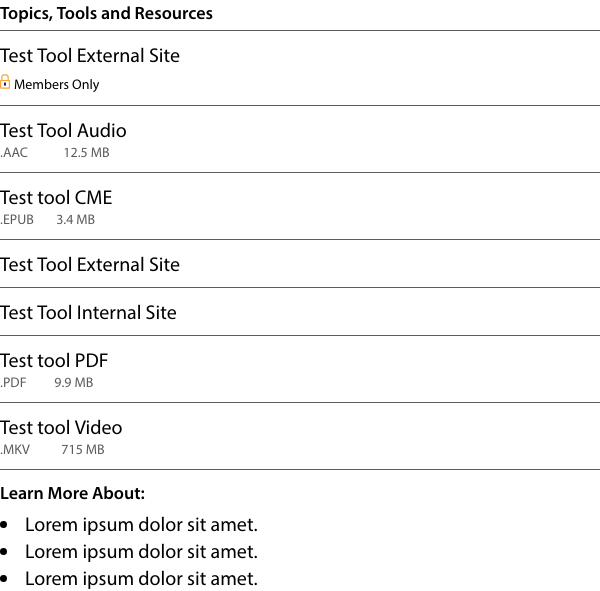 Topics, Tools and Resources
Test Tool External Site
Members Only
Test Tool Audio
.AAC 12.5 MB
Test tool CME
.EPUB 3.4 MB
Test Tool External Site
Test Tool Internal Site
Test tool PDF
.PDF 9.9 MB
Test tool Video
.MKV 715 MB
Learn More About:
• Lorem ipsum dolor sit amet.
• Lorem ipsum dolor sit amet.
• Lorem ipsum dolor sit amet.